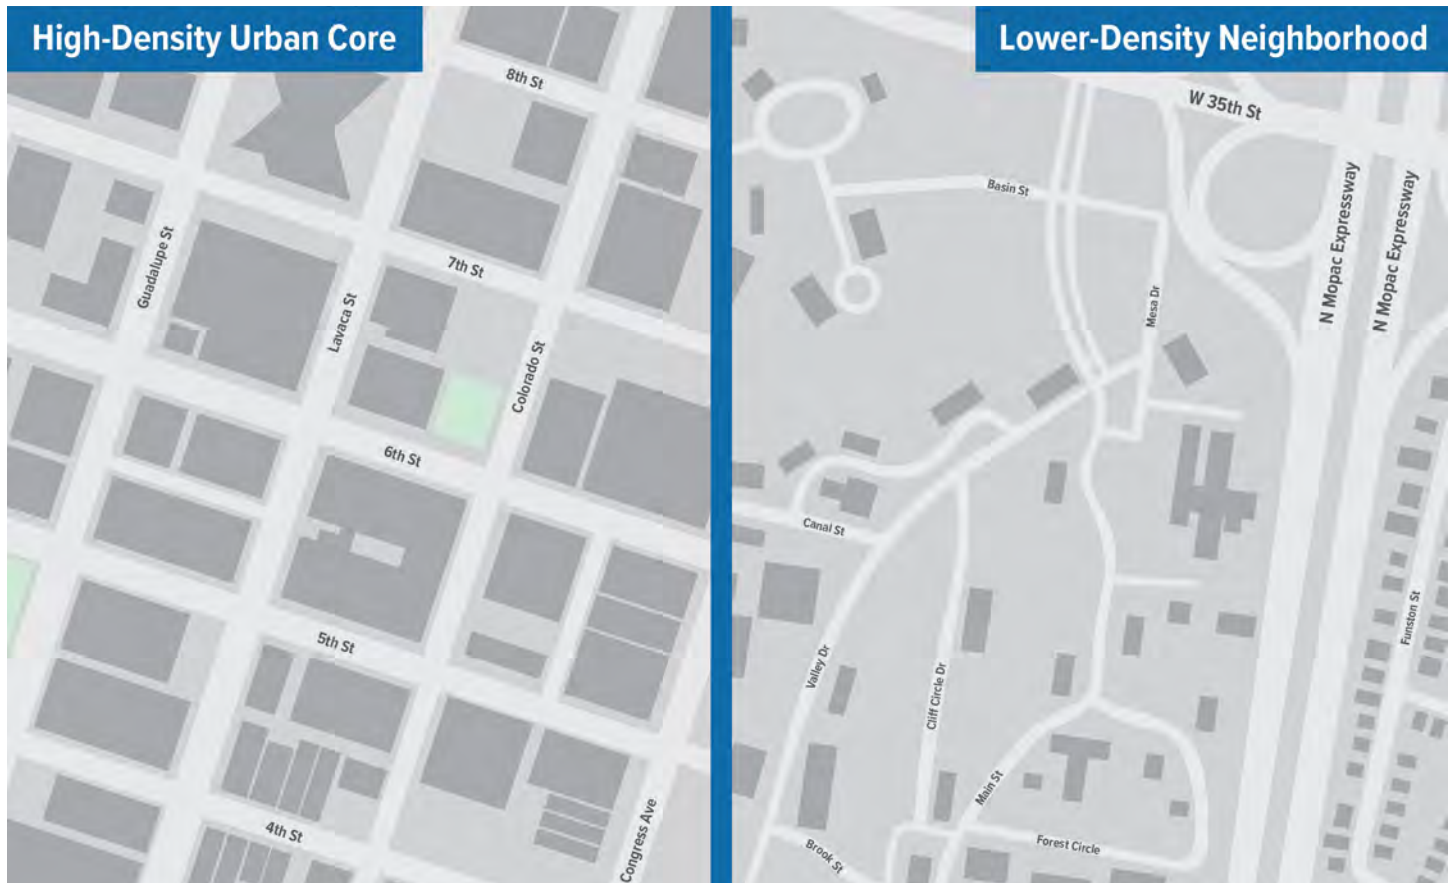 High-Density Urban Core
8th St
Guadalupe St
Lavaca St
7th St
Colorado St
6th St
5th St
4th St
Congress Ave
Lower-Density Neighborhood
W 35th St
Basin St
N Mopac Expressway
N Mopac Expressway
Mesa Dr
Canal St
Valley Dr
Cliff Circle Dr
Funston St
Main St
Forest Circle
Brook St